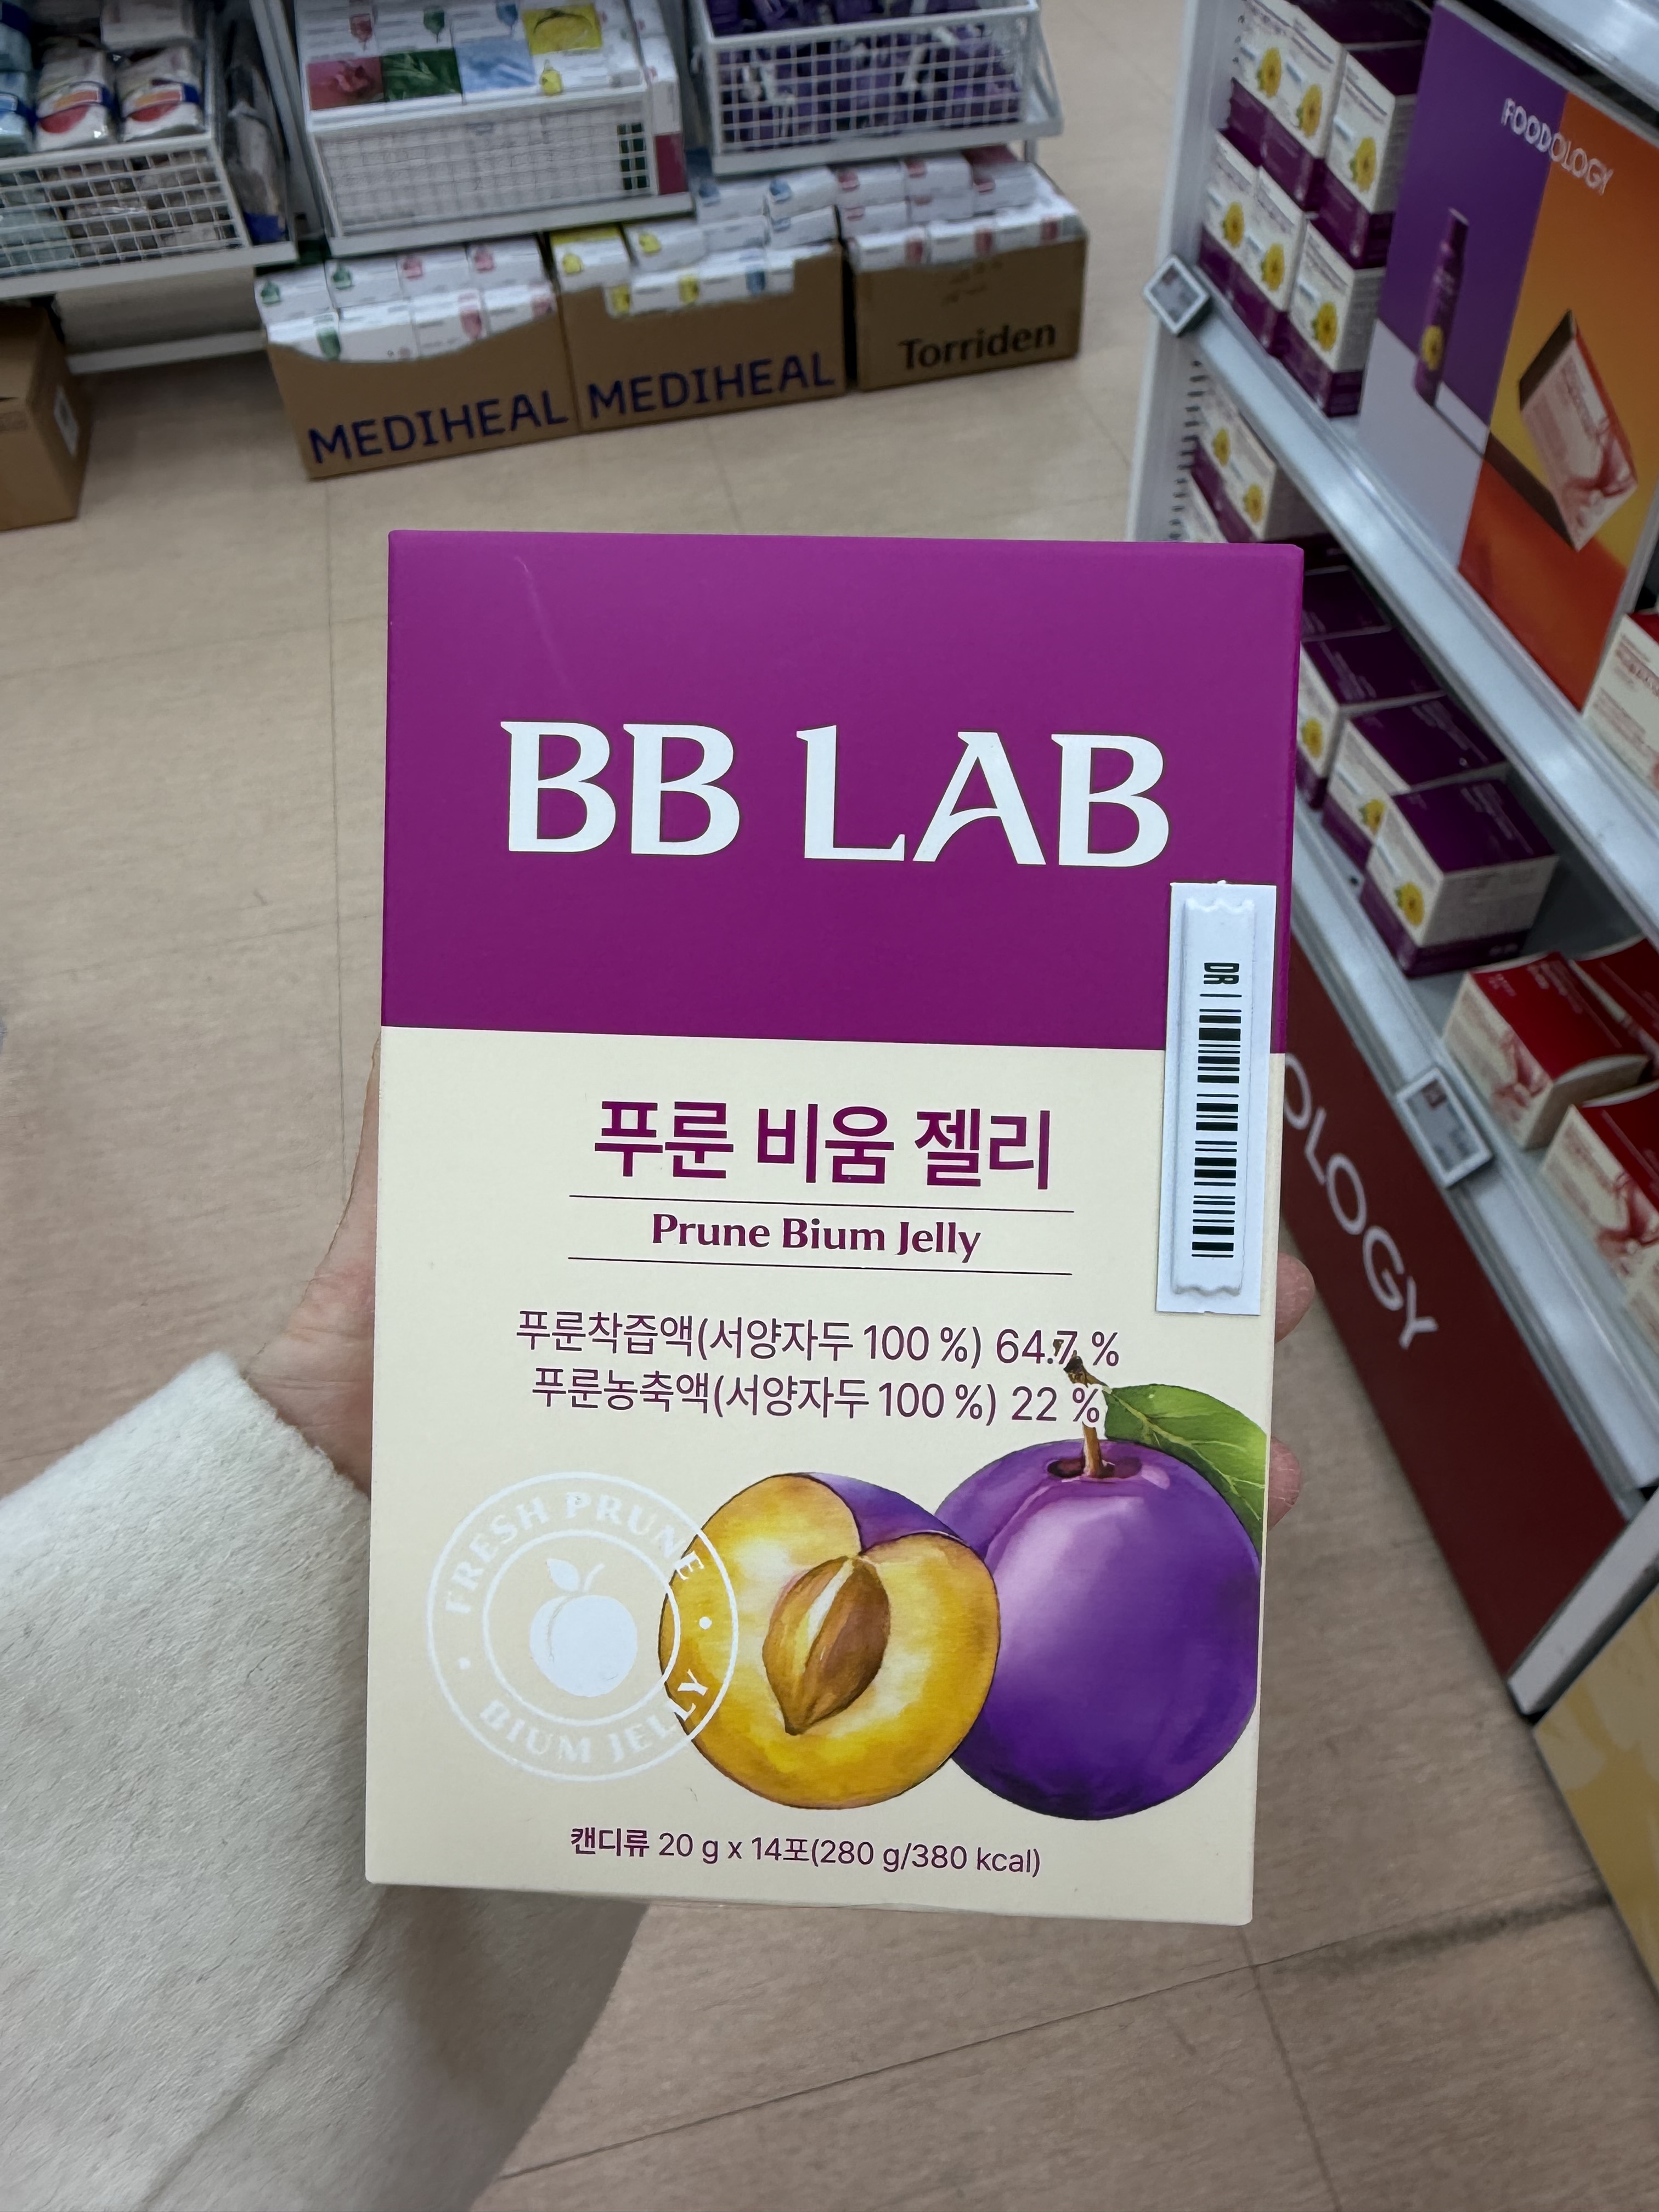 FOODOLOGY
MEDIHEAL
MEDIHEAL
Torriden
BB LAB
DR
푸룬 비움 젤리
Prune Bium Jelly
푸룬착즙액(서양자두 100 %) 64.7 %
푸룬농축액(서양자두 100 %) 22 %
FRESH PRUNE
BIUM JELLY
캔디류 20 g x 14포(280 g/380 kcal)
OLOGY